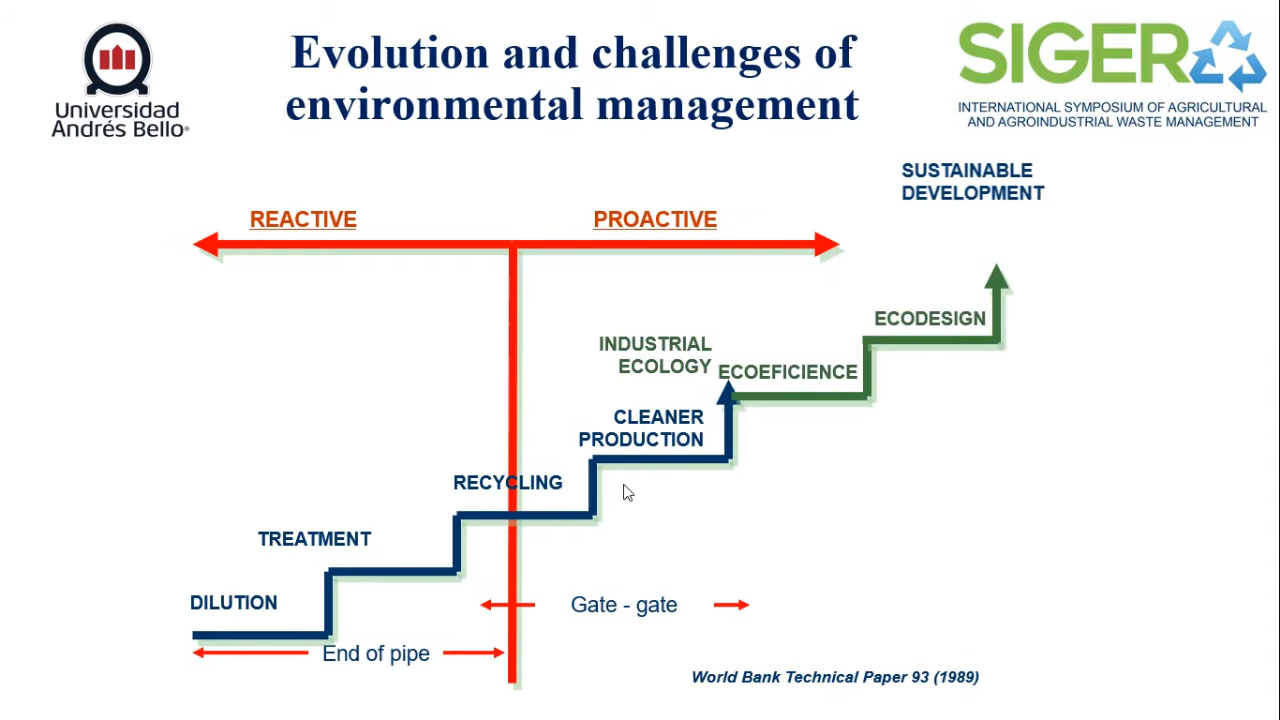 Universidad
Andrés Bello®
Evolution and challenges of
environmental management
SIGERA
INTERNATIONAL SYMPOSIUM OF AGRICULTURAL
AND AGROINDUSTRIAL WASTE MANAGEMENT
SUSTAINABLE
DEVELOPMENT
REACTIVE
PROACTIVE
ECODESIGN
INDUSTRIAL
ECOLOGY
ECOEFICIENCE
CLEANER
PRODUCTION
RECYCLING
TREATMENT
DILUTION
Gate - gate
End of pipe
World Bank Technical Paper 93 (1989)